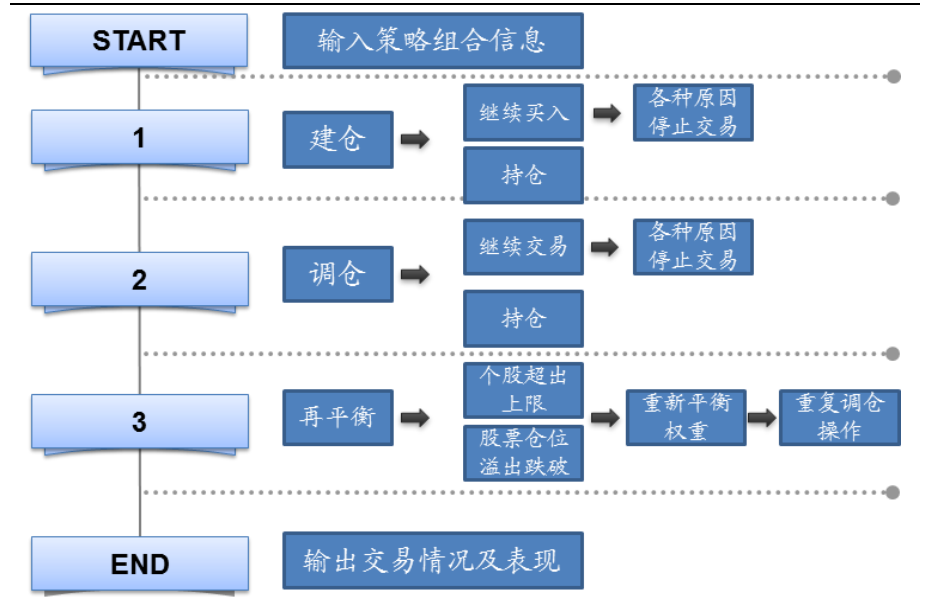 START
输入策略组合信息
1
建仓
继续买入
各种原因
停止交易
持仓
2
调仓
继续交易
各种原因
停止交易
持仓
3
再平衡
个股超出
上限
股票仓位
溢出跌破
重新平衡
权重
重复调仓
操作
END
输出交易情况及表现